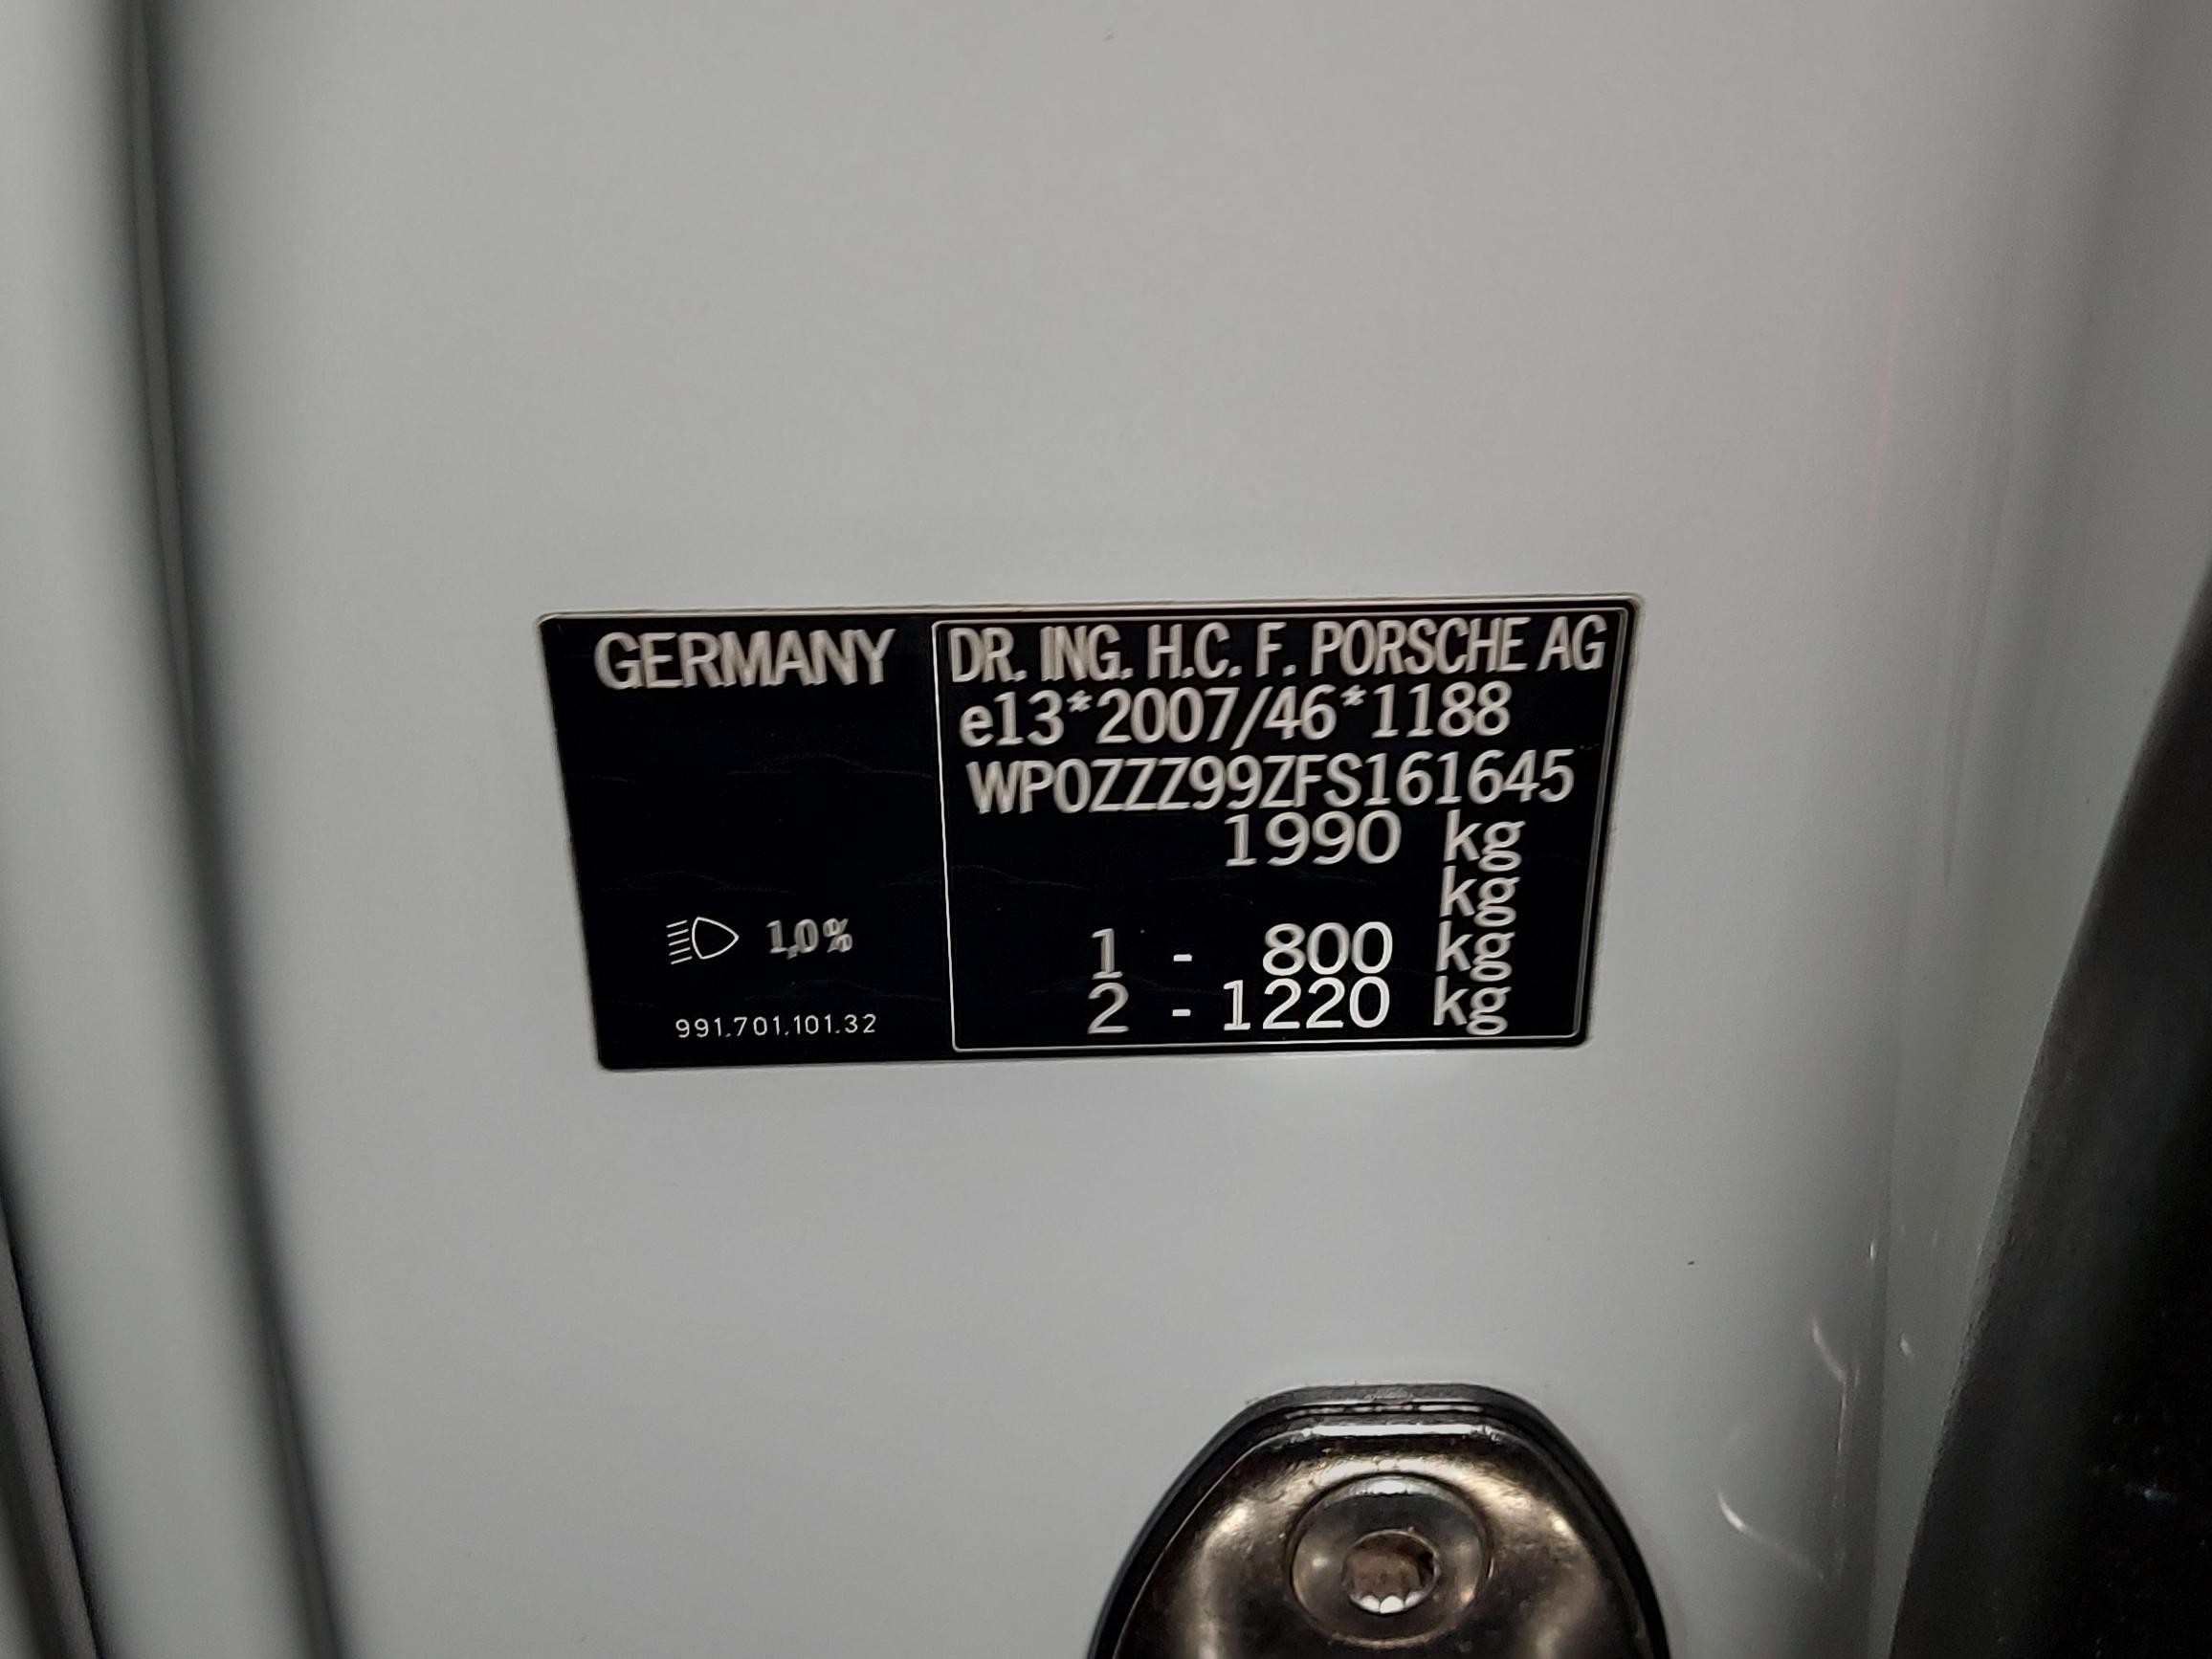 GERMANY
1,0%
991.701.101.32
DR. ING. H.C. F. PORSCHE AG
e13*2007/46*1188
WP0ZZZ99ZFS161645
1990 kg
kg
1 - 800 kg
2 - 1220 kg